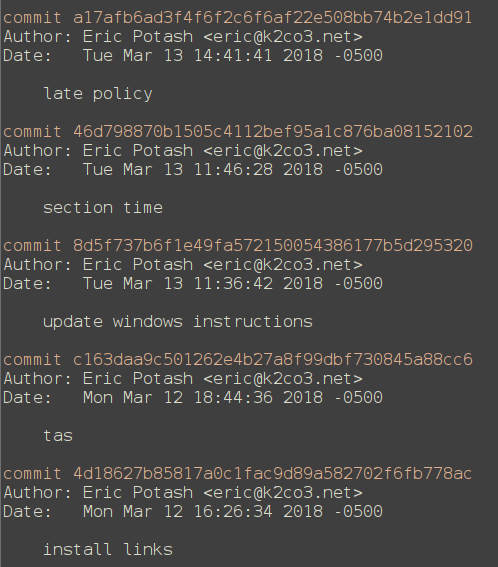 commit a17afb6ad3f4f6f2c6f6af22e508bb74b2e1dd91
Author: Eric Potash <eric@k2co3.net>
Date:   Tue Mar 13 14:41:41 2018 -0500
late policy
commit 46d798870b1505c4112bef95a1c876ba08152102
Author: Eric Potash <eric@k2co3.net>
Date:   Tue Mar 13 11:46:28 2018 -0500
section time
commit 8d5f737b6f1e49fa572150054386177b5d295320
Author: Eric Potash <eric@k2co3.net>
Date:   Tue Mar 13 11:36:42 2018 -0500
update windows instructions
commit c163daa9c501262e4b27a8f99dbf730845a88cc6
Author: Eric Potash <eric@k2co3.net>
Date:   Mon Mar 12 18:44:36 2018 -0500
tas
commit 4d18627b85817a0c1fac9d89a582702f6fb778ac
Author: Eric Potash <eric@k2co3.net>
Date:   Mon Mar 12 16:26:34 2018 -0500
install links